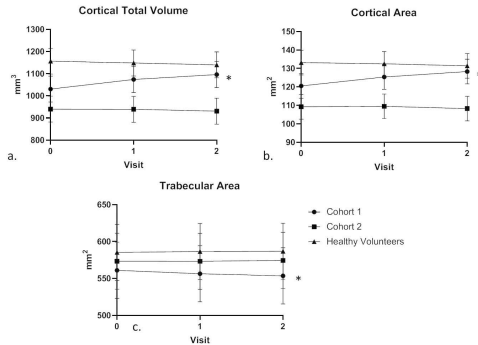 Cortical Total Volume
1300
1200
1100
1000
900
800
mm³
0
1
2
*
Visit
a.
Cortical Area
140
130
120
110
100
90
mm²
0
1
2
Visit
b.
Trabecular Area
650
600
550
500
mm²
0
1
2
*
Visit
c.
Cohort 1
Cohort 2
Healthy Volunteers